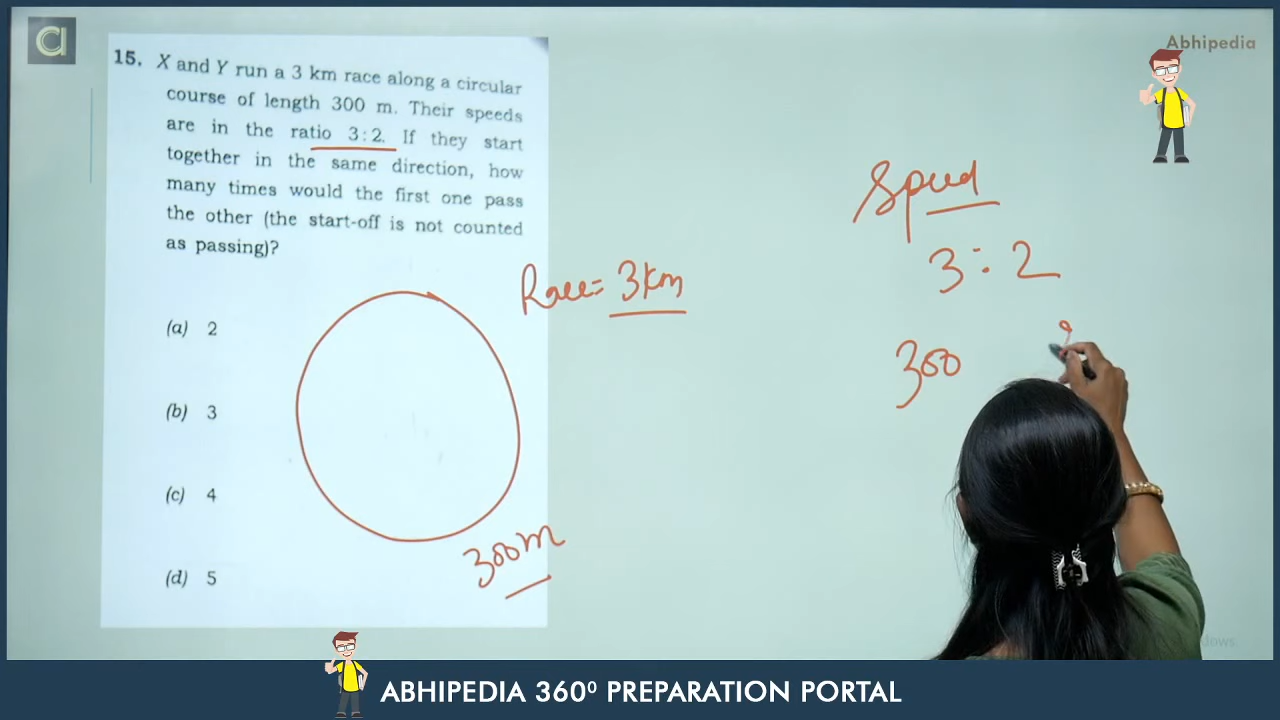 a
Abhipedia
15. X and Y run a 3 km race along a circular
course of length 300 m. Their speeds
are in the ratio 3:2. If they start
together in the same direction, how
many times would the first one pass
the other (the start-off is not counted
as passing)?
(a) 2
(b) 3
(c) 4
(d) 5
Race = 3km
300m
Speed
3 : 2
300
ABHIPEDIA 360⁰ PREPARATION PORTAL